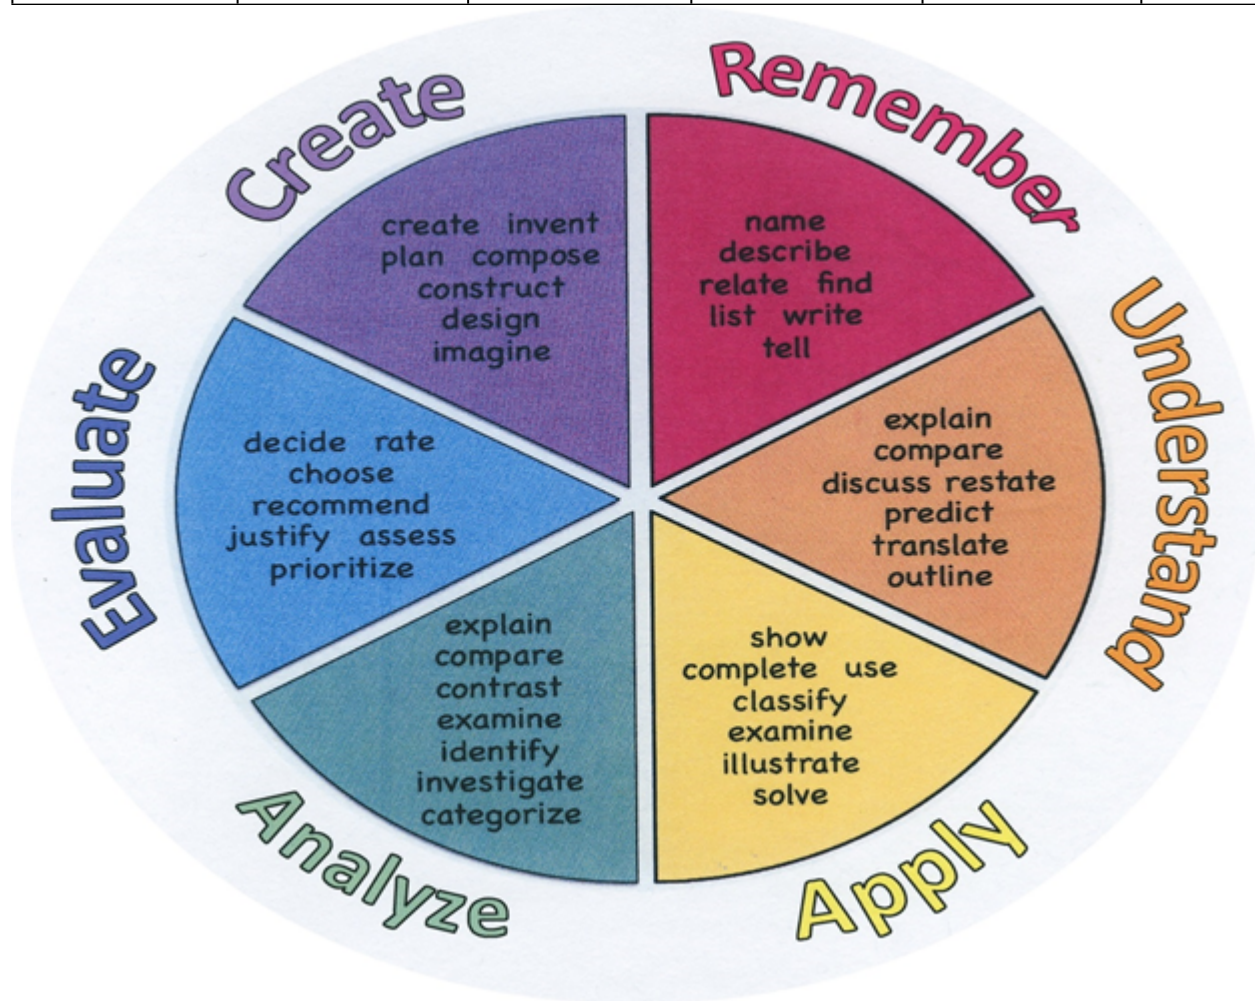 Remember
name
describe
relate find
list write
tell
Understand
explain
compare
discuss restate
predict
translate
outline
Apply
show
complete use
classify
examine
illustrate
solve
Analyze
explain
compare
contrast
examine
identify
investigate
categorize
Evaluate
decide rate
choose
recommend
justify assess
prioritize
Create
create invent
plan compose
construct
design
imagine